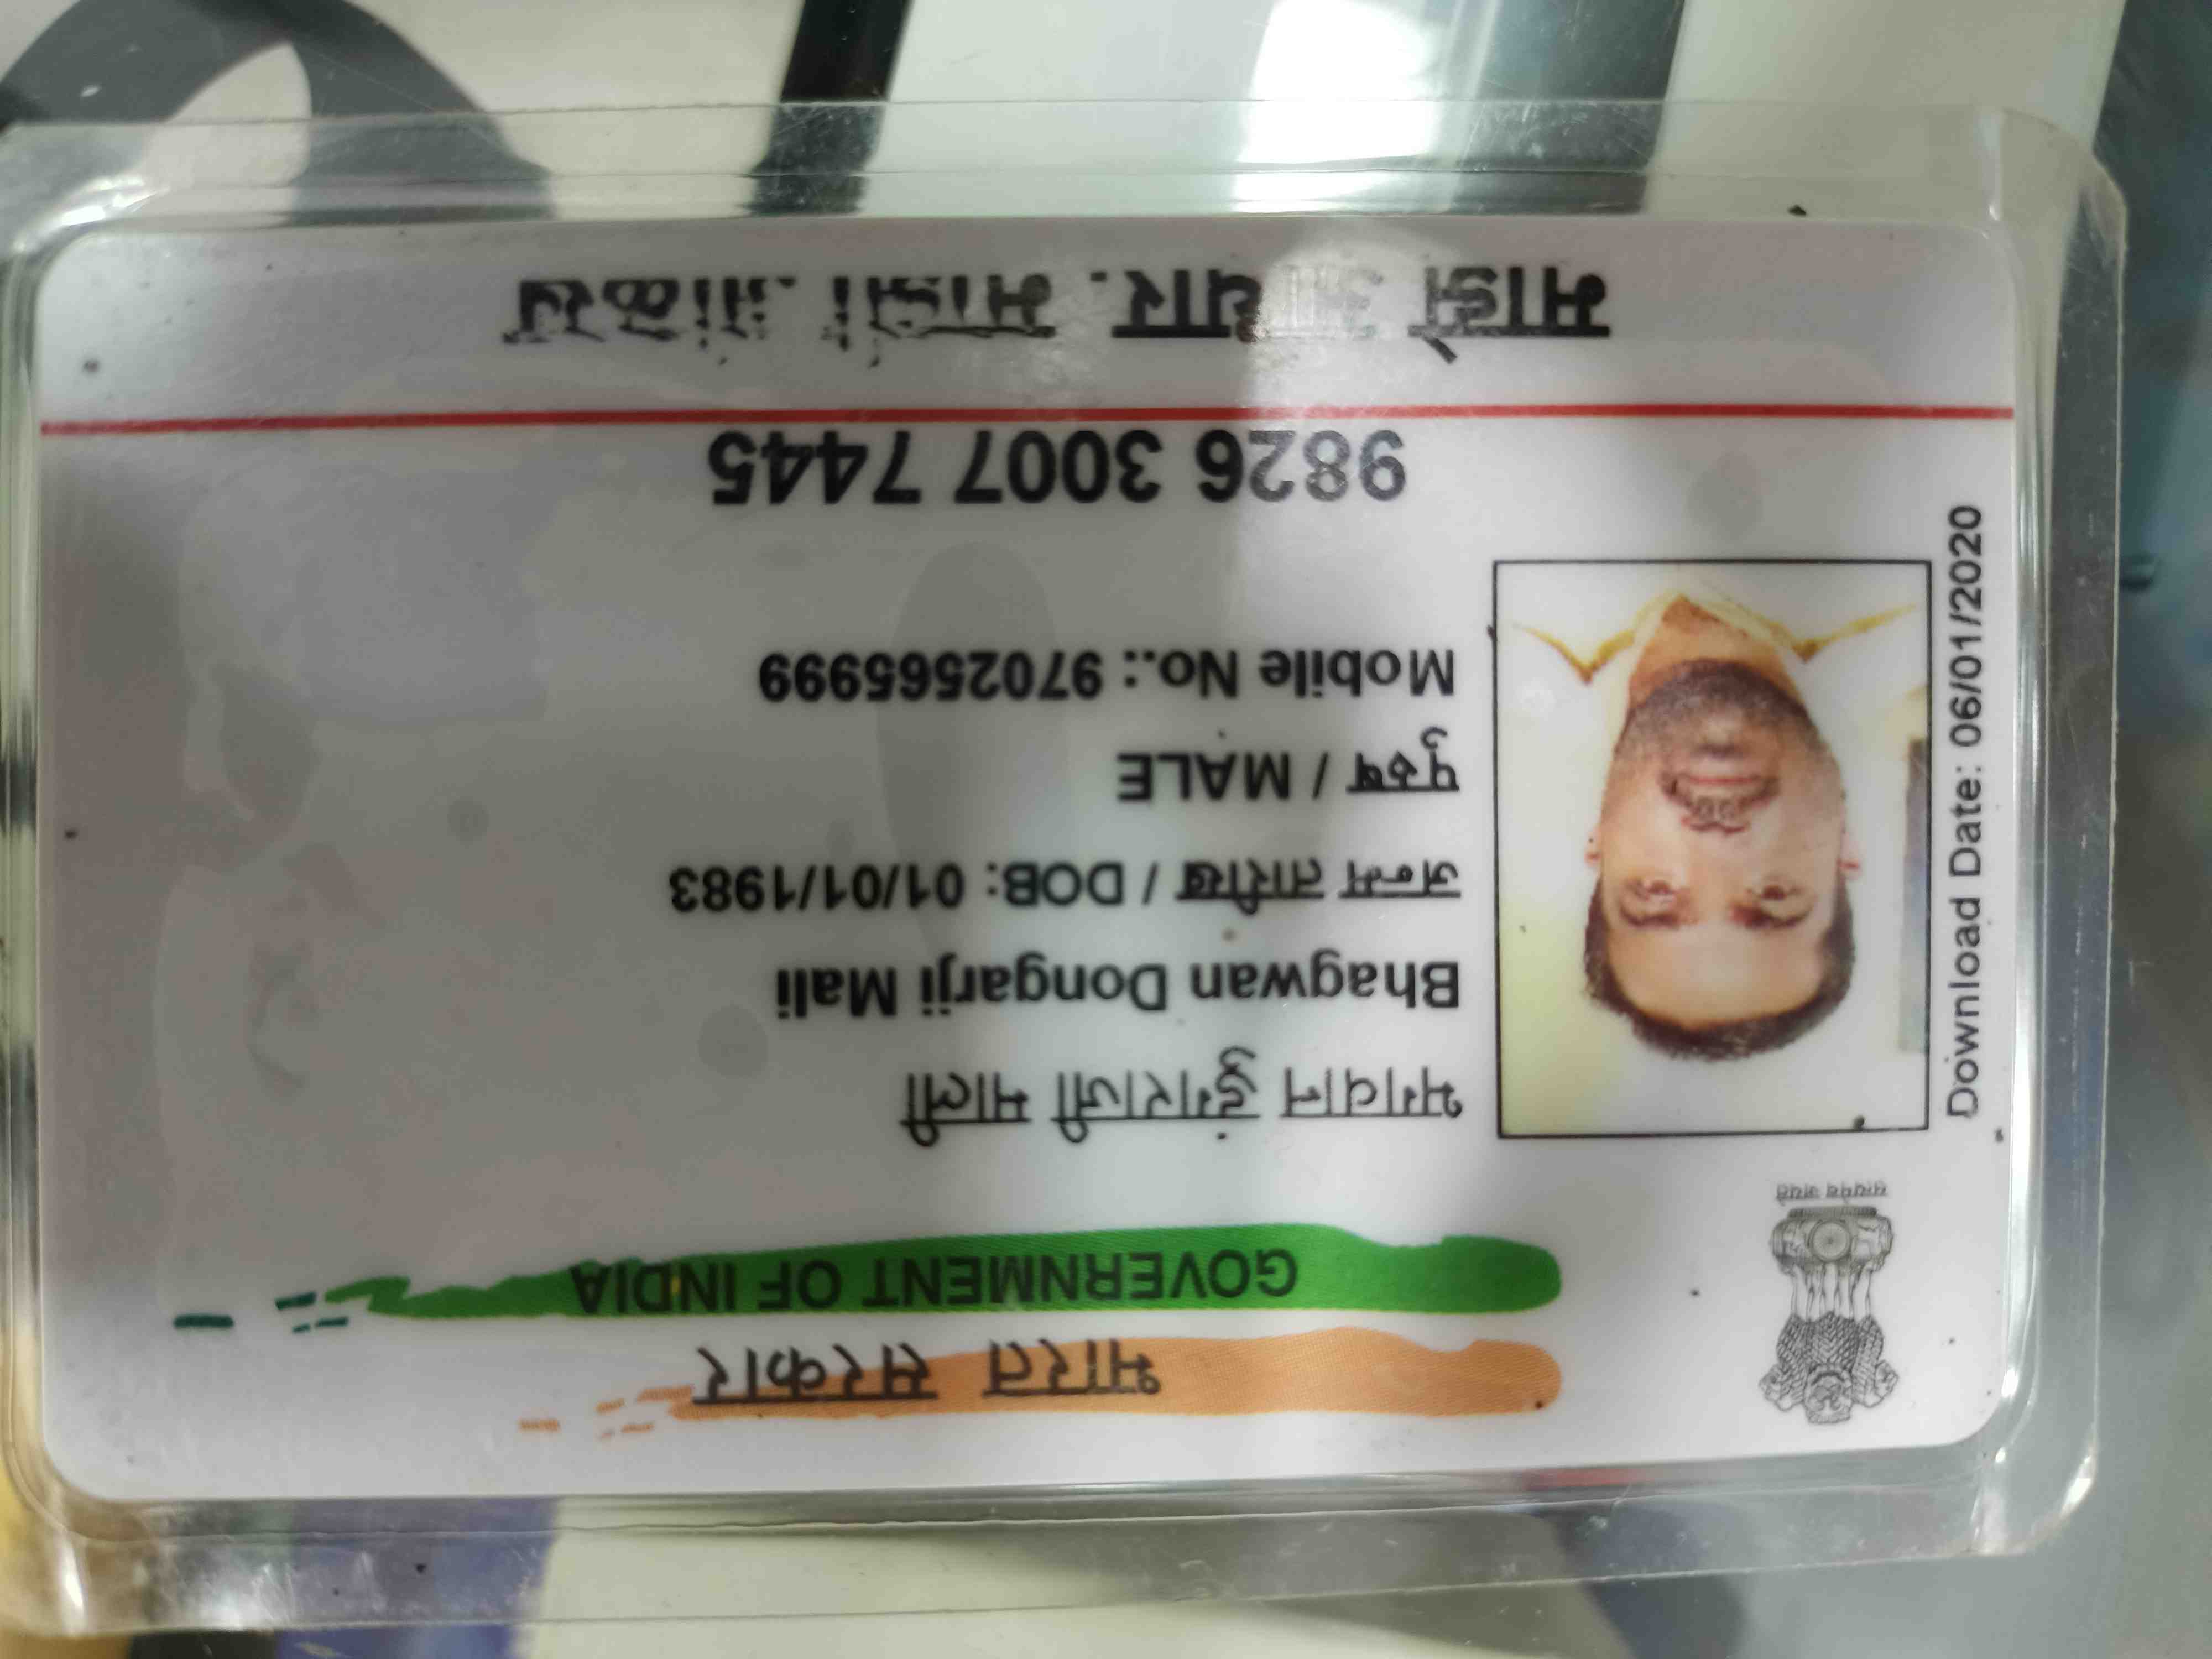 भारत सरकार
GOVERNMENT OF INDIA
सत्यमेव जयते
भगवान डुंगराजी माली
Bhagwan Dongarji Mali
जन्म तारीख / DOB: 01/01/1983
पुरुष / MALE
Mobile No.: 9702565999
Download Date: 06/01/2020
9826 3007 7445
माझे आधार. माझी ओळख